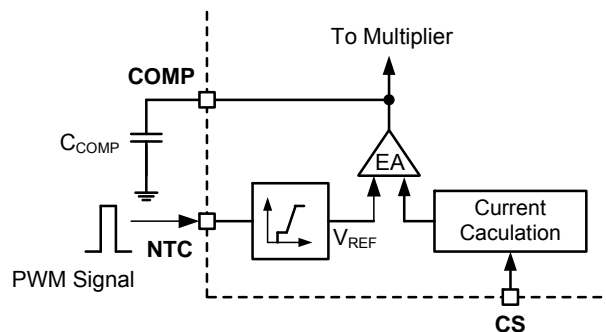 To Multiplier
COMP
CCOMP
EA
NTC
VREF
Current
Caculation
PWM Signal
CS